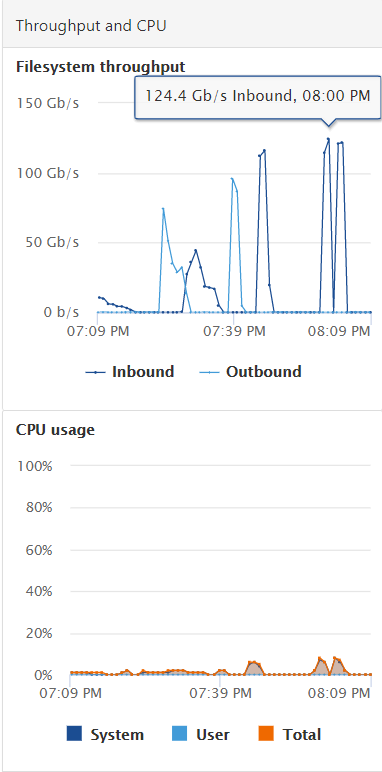 Throughput and CPU
Filesystem throughput
124.4 Gb/s Inbound, 08:00 PM
150 Gb/s
100 Gb/s
50 Gb/s
0 b/s
07:09 PM 07:39 PM 08:09 PM
Inbound Outbound
CPU usage
100%
80%
60%
40%
20%
0%
07:09 PM 07:39 PM 08:09 PM
System User Total